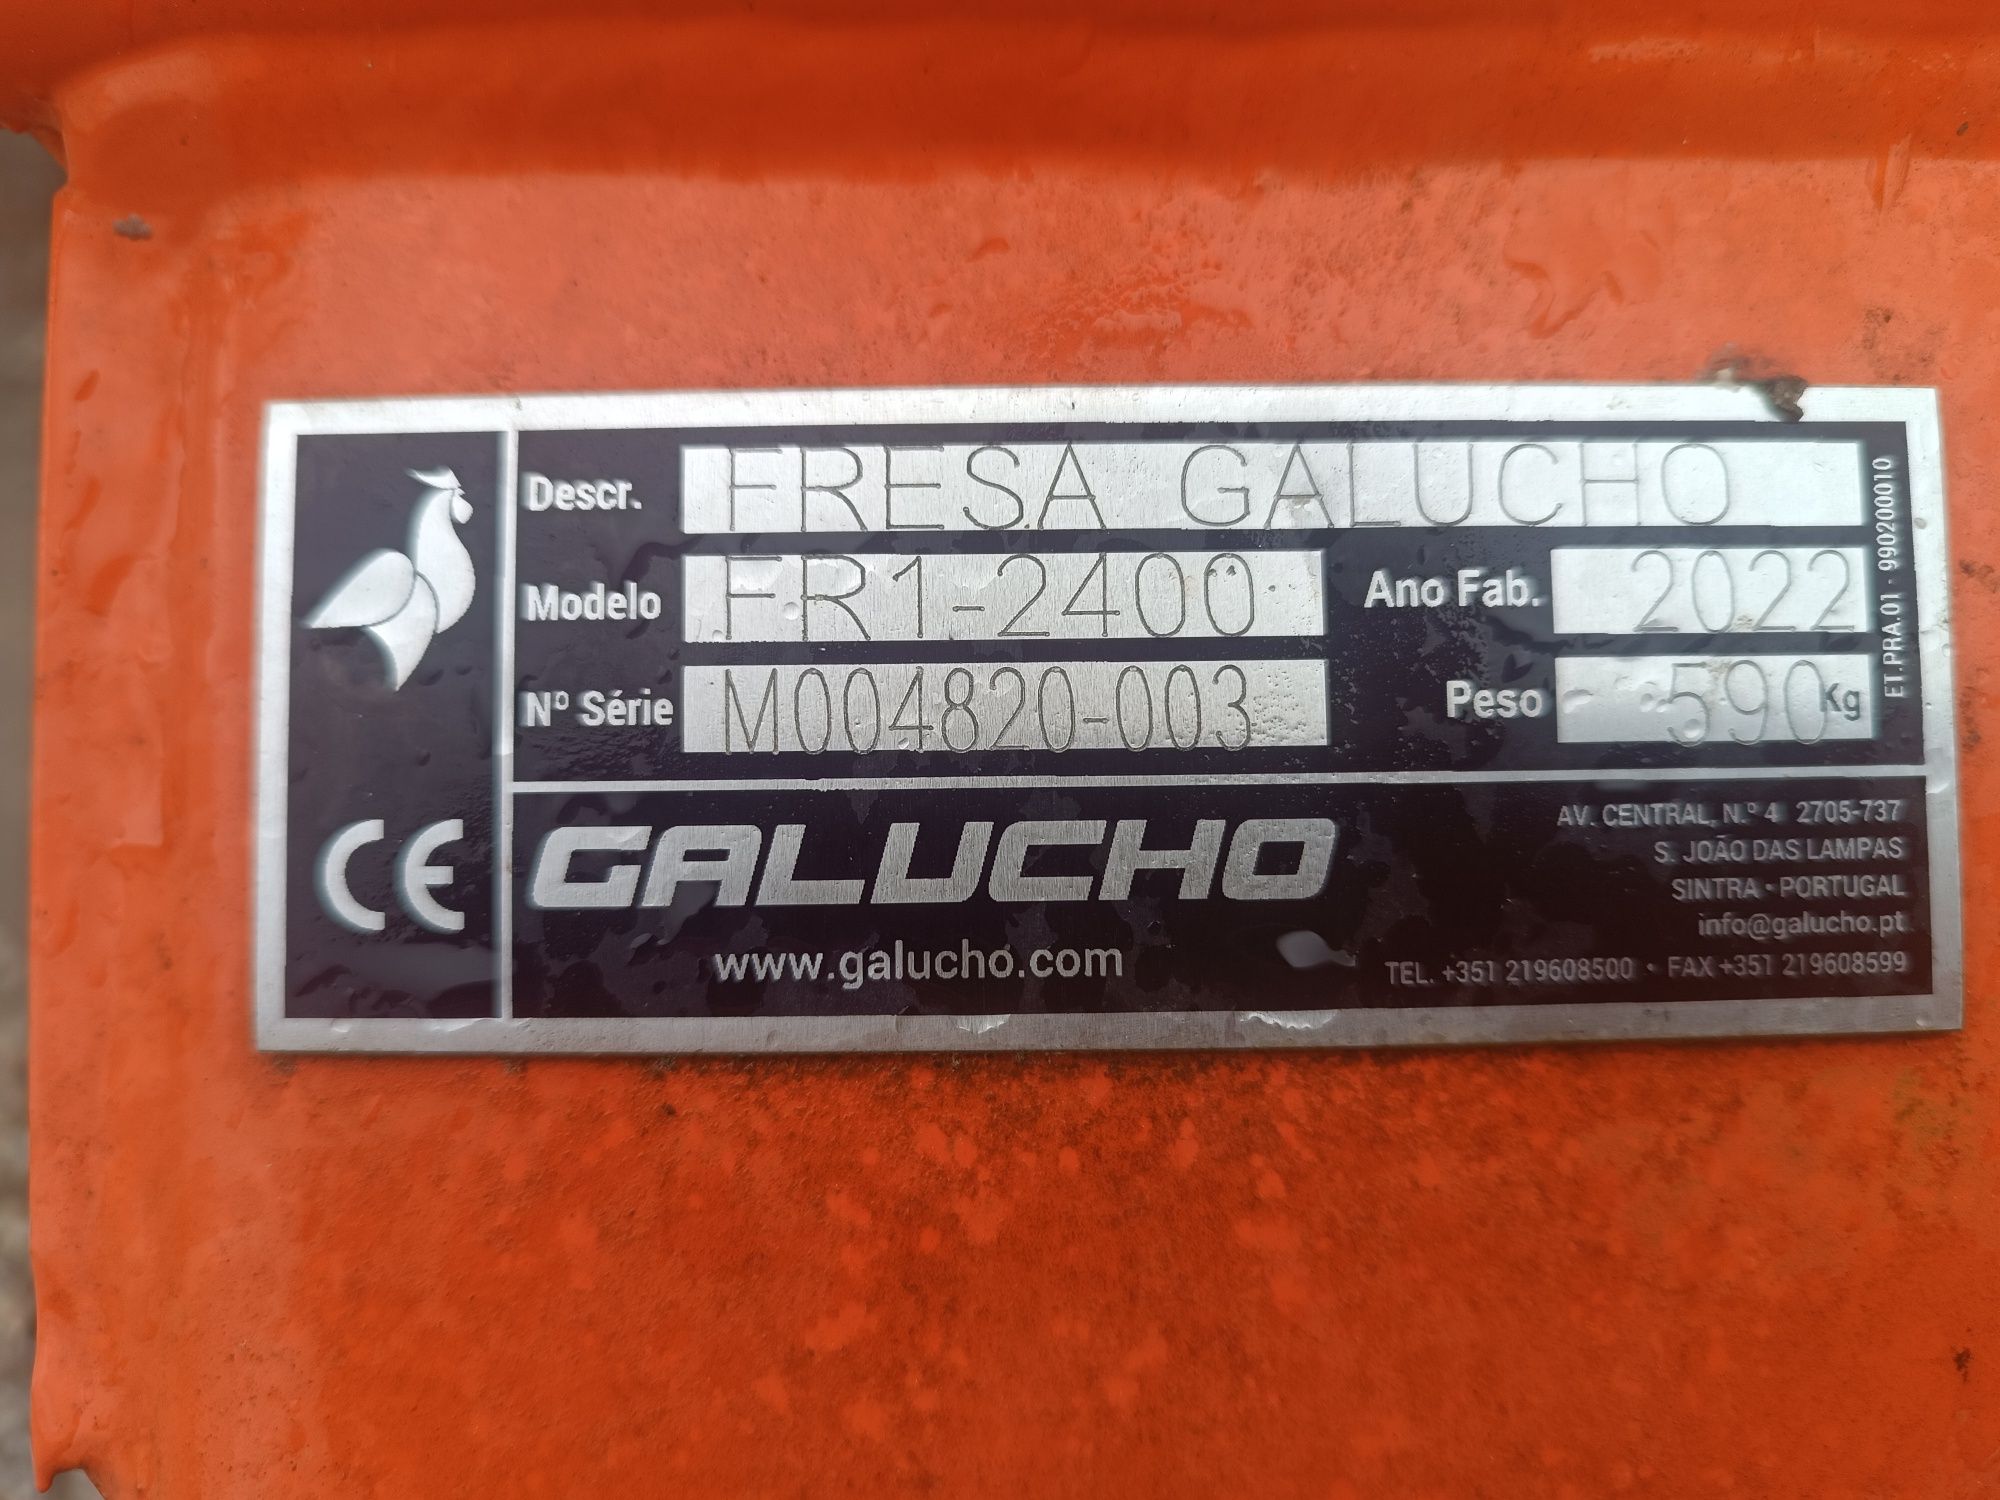 Descr. FRESA GALUCHO
Modelo FR1-2400 Ano Fab. 2022
Nº Série M004820-003 Peso 590 Kg
ET.PRA.01 - 990200010
CE
GALUCHO
www.galucho.com
AV. CENTRAL, N.º 4 2705-737
S. JOÃO DAS LAMPAS
SINTRA • PORTUGAL
info@galucho.pt
TEL. +351 219608500 • FAX +351 219608599